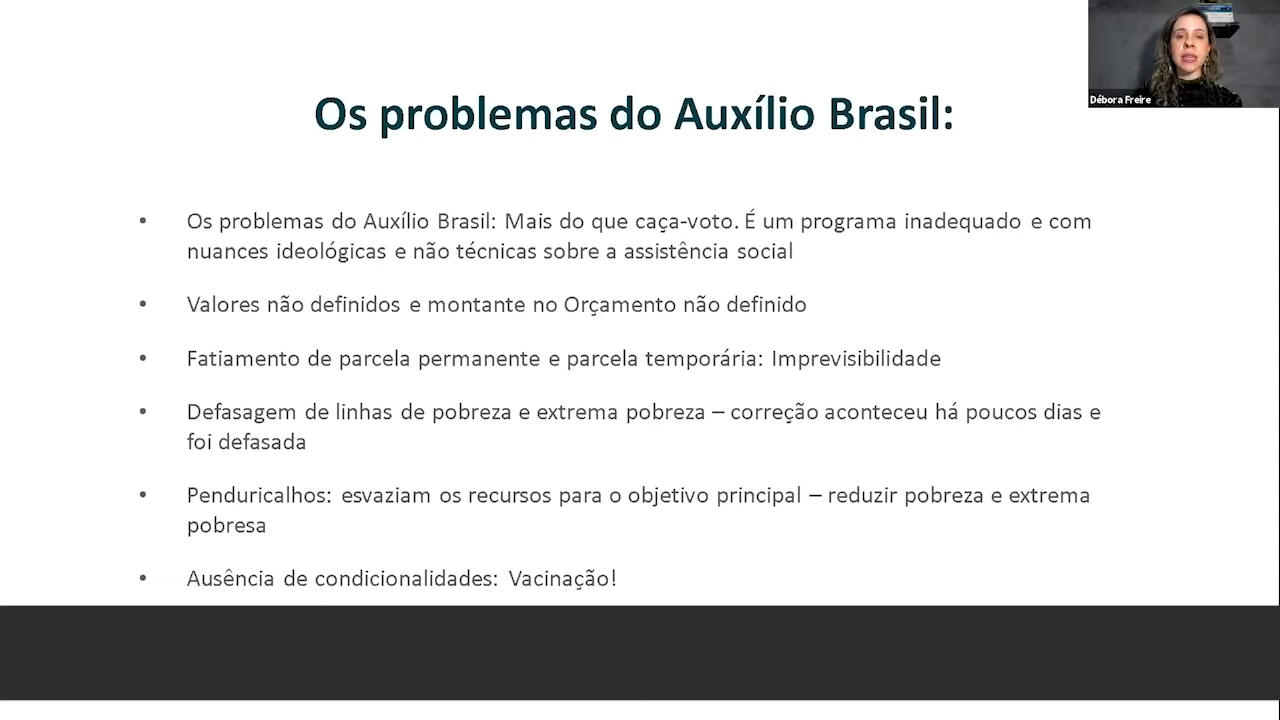 Débora Freire
Os problemas do Auxílio Brasil:
• Os problemas do Auxílio Brasil: Mais do que caça-voto. É um programa inadequado e com
nuances ideológicas e não técnicas sobre a assistência social
• Valores não definidos e montante no Orçamento não definido
• Fatiamento de parcela permanente e parcela temporária: Imprevisibilidade
• Defasagem de linhas de pobreza e extrema pobreza – correção aconteceu há poucos dias e
foi defasada
• Penduricalhos: esvaziam os recursos para o objetivo principal – reduzir pobreza e extrema
pobresa
• Ausência de condicionalidades: Vacinação!